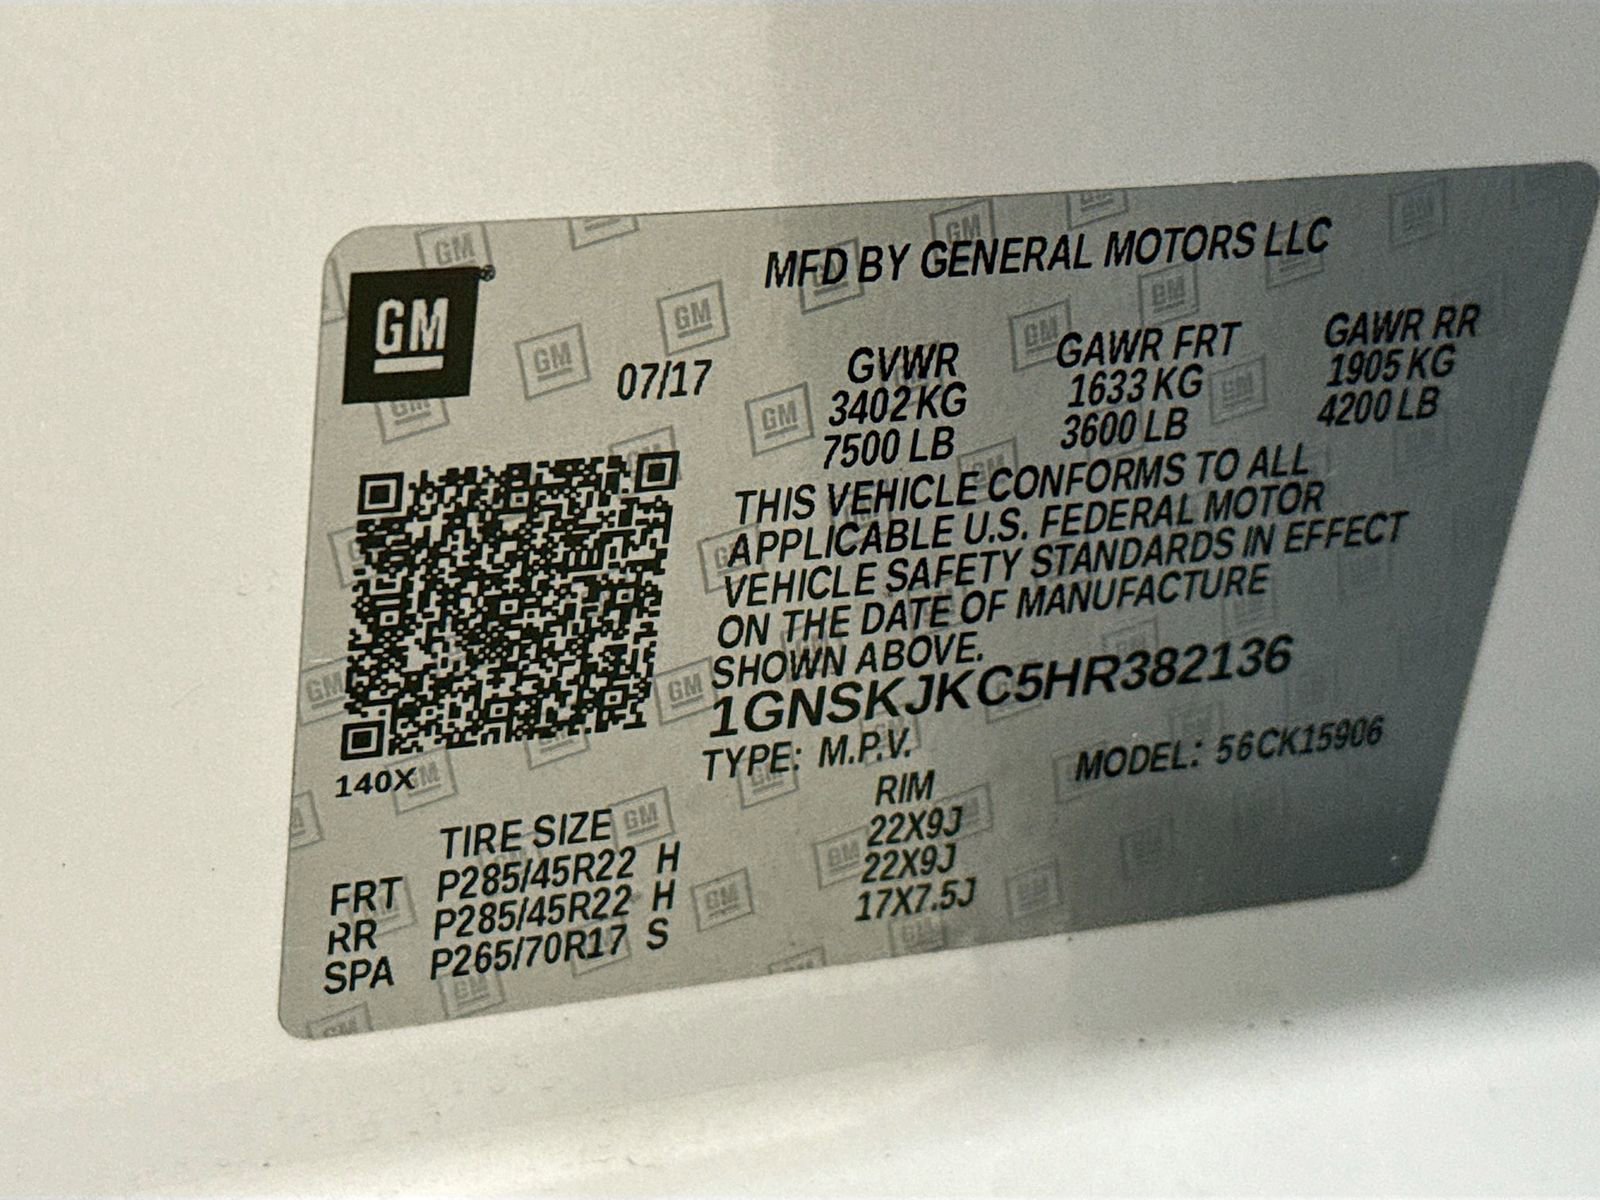 GM®
MFD BY GENERAL MOTORS LLC
07/17
GVWR GAWR FRT GAWR RR
3402 KG 1633 KG 1905 KG
7500 LB 3600 LB 4200 LB
THIS VEHICLE CONFORMS TO ALL
APPLICABLE U.S. FEDERAL MOTOR
VEHICLE SAFETY STANDARDS IN EFFECT
ON THE DATE OF MANUFACTURE
SHOWN ABOVE.
1GNSKJKC5HR382136
TYPE: M.P.V. MODEL: 56CK15906
140X
TIRE SIZE RIM
FRT P285/45R22 H 22X9J
RR P285/45R22 H 22X9J
SPA P265/70R17 S 17X7.5J